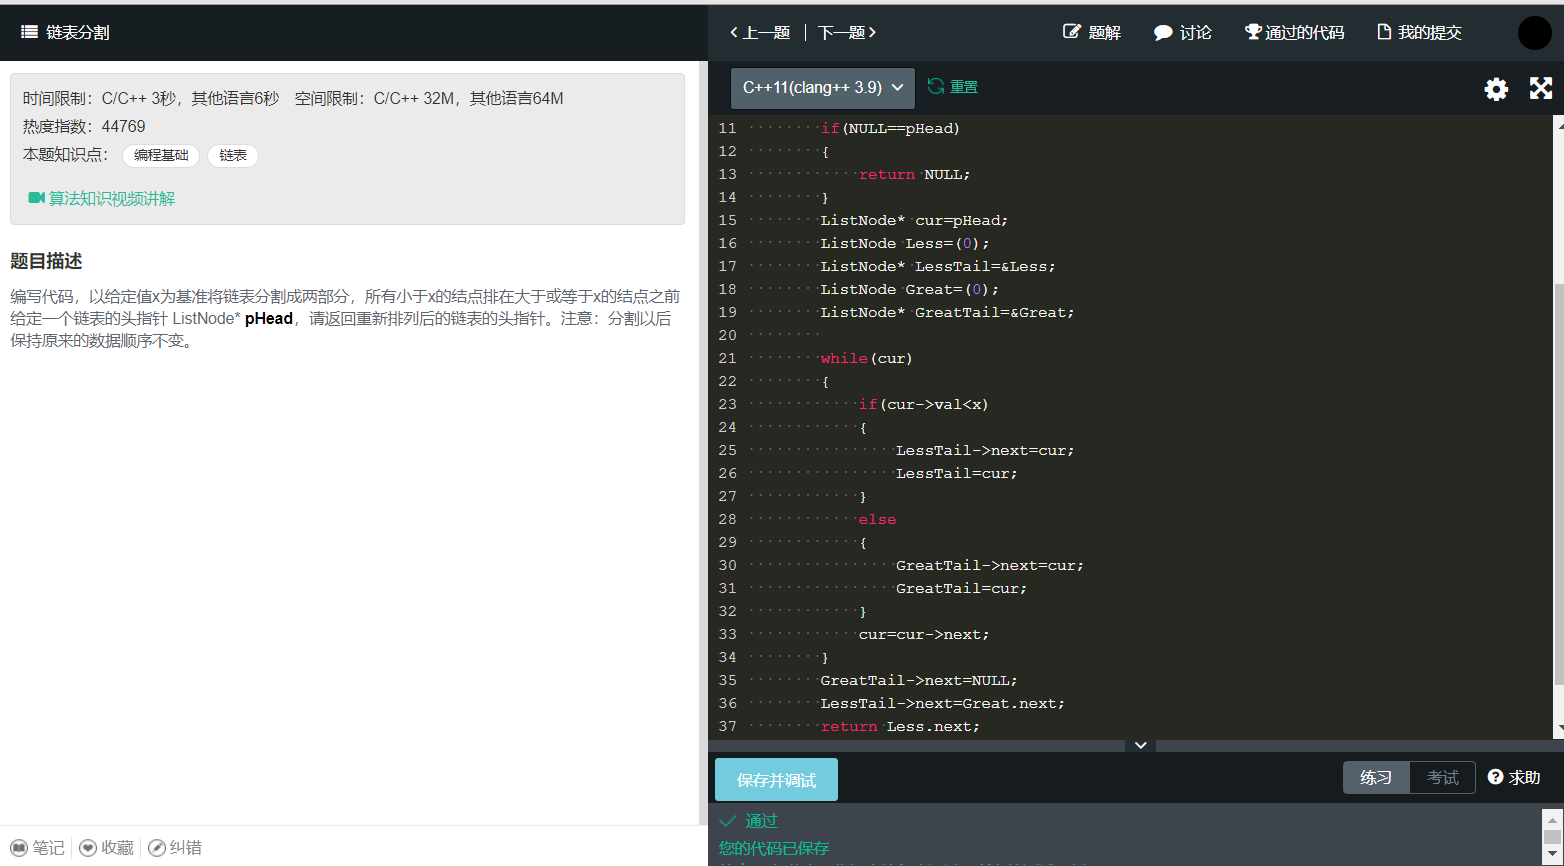 链表分割
时间限制：C/C++ 3秒，其他语言6秒 空间限制：C/C++ 32M，其他语言64M
热度指数：44769
本题知识点： 编程基础 链表
算法知识视频讲解
题目描述
编写代码，以给定值x为基准将链表分割成两部分，所有小于x的结点排在大于或等于x的结点之前
给定一个链表的头指针 ListNode* pHead，请返回重新排列后的链表的头指针。注意：分割以后
保持原来的数据顺序不变。
笔记 收藏 纠错
上一题 下一题 题解 讨论 通过的代码 我的提交
C++11(clang++ 3.9) 重置
11 if(NULL==pHead)
12 {
13 return NULL;
14 }
15 ListNode* cur=pHead;
16 ListNode Less=(0);
17 ListNode* LessTail=&Less;
18 ListNode Great=(0);
19 ListNode* GreatTail=&Great;
20
21 while(cur)
22 {
23 if(cur->val<x)
24 {
25 LessTail->next=cur;
26 LessTail=cur;
27 }
28 else
29 {
30 GreatTail->next=cur;
31 GreatTail=cur;
32 }
33 cur=cur->next;
34 }
35 GreatTail->next=NULL;
36 LessTail->next=Great.next;
37 return Less.next;
保存并调试 练习 考试 求助
通过
您的代码已保存